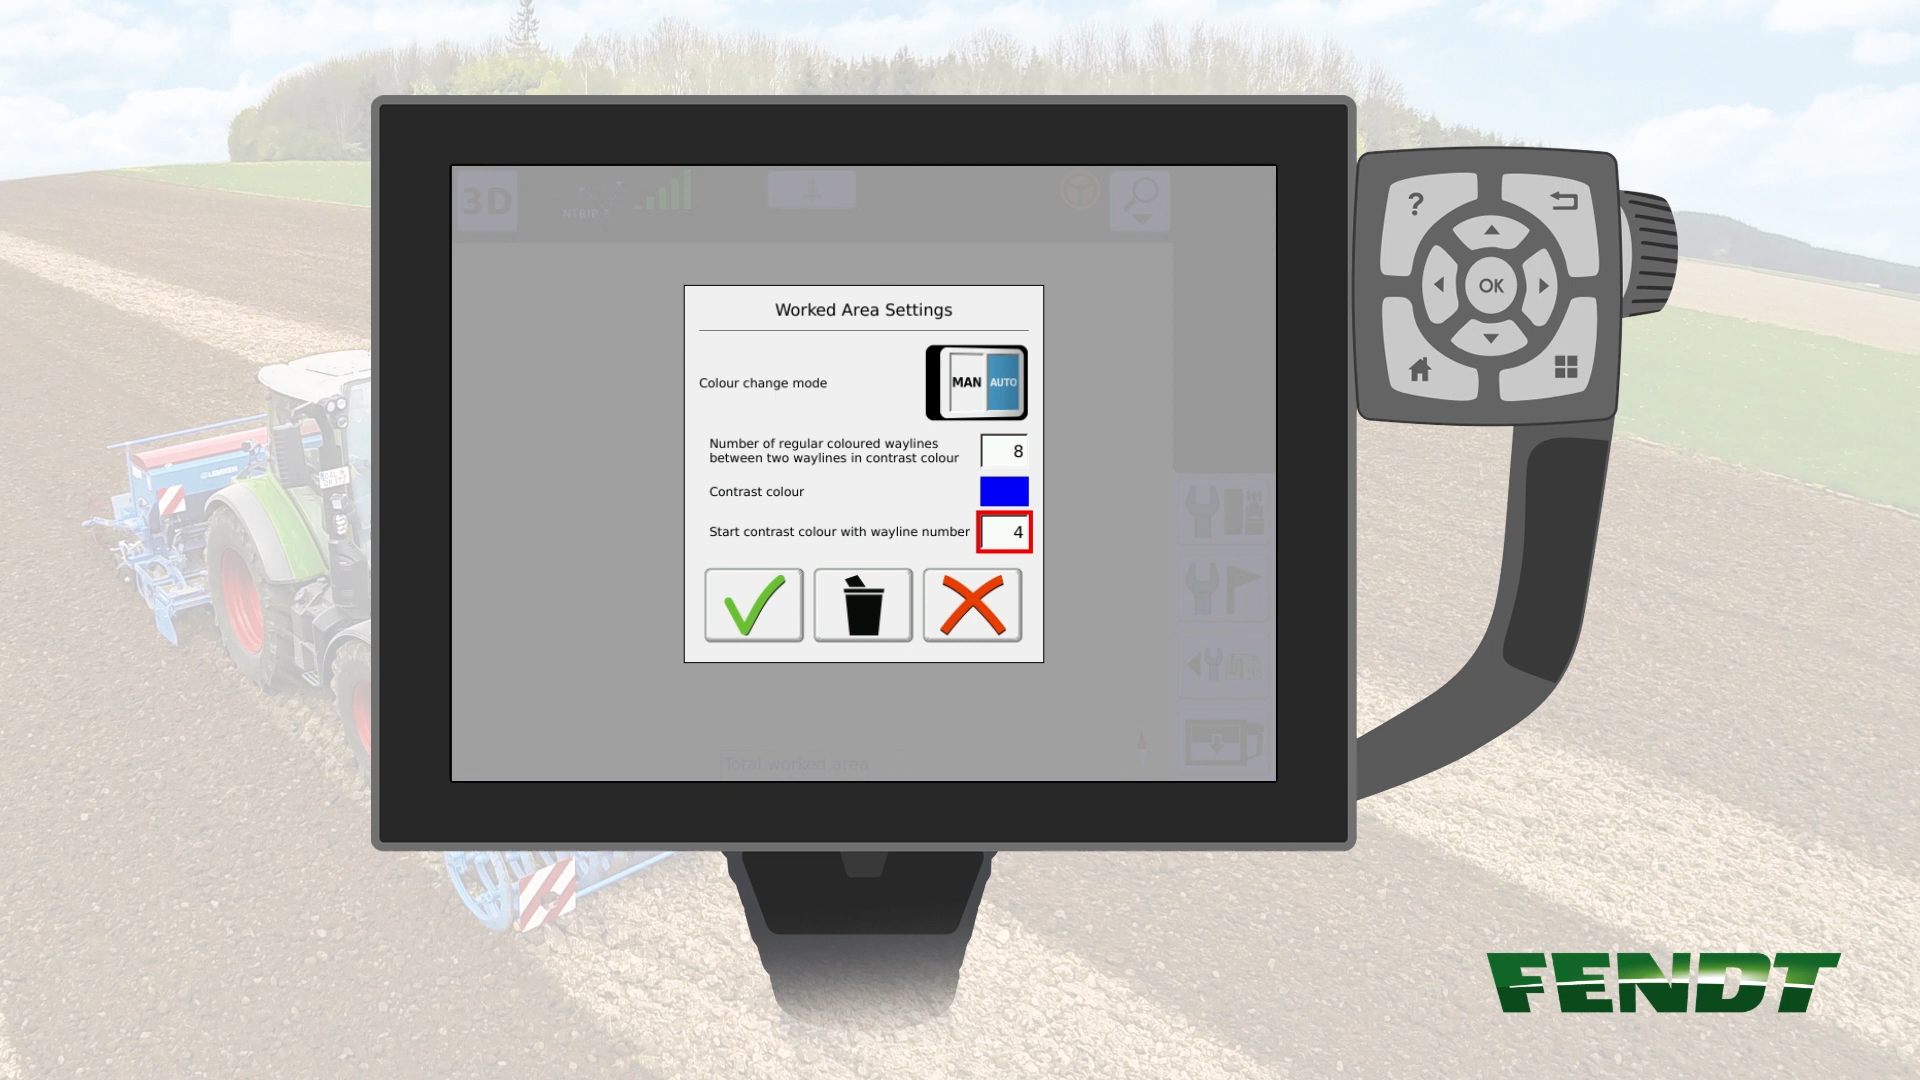 3D
NTRIP
Worked Area Settings
Colour change mode
MAN AUTO
Number of regular coloured waylines
between two waylines in contrast colour
8
Contrast colour
Start contrast colour with wayline number
4
Total worked area
?
OK
LEMKEN
FENDT